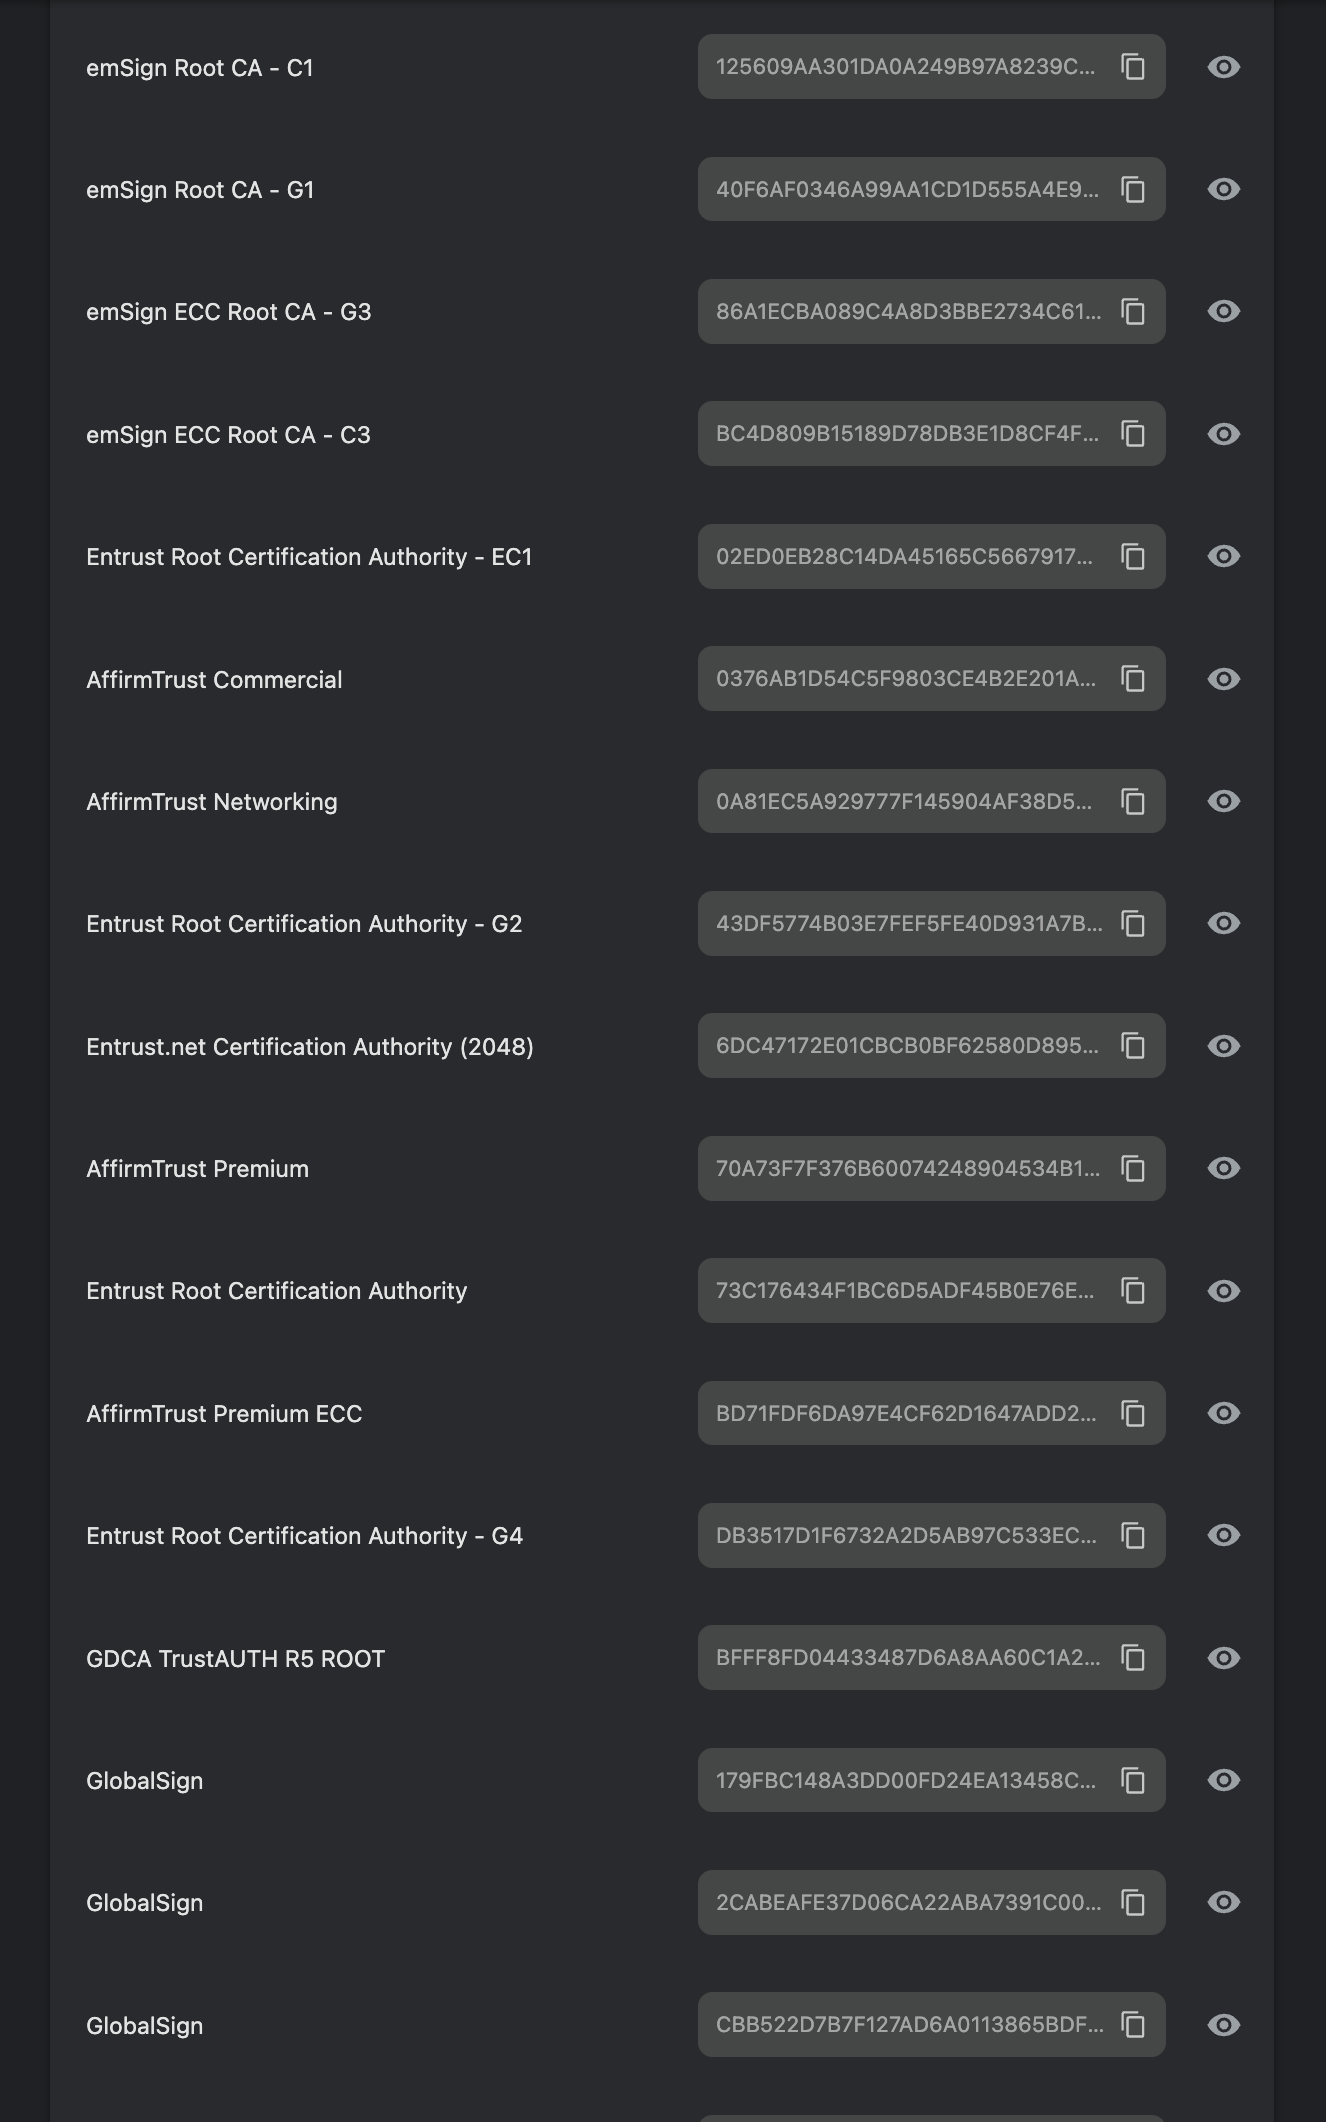 emSign Root CA - C1
125609AA301DA0A249B97A8239C...
emSign Root CA - G1
40F6AF0346A99AA1CD1D555A4E9...
emSign ECC Root CA - G3
86A1ECBA089C4A8D3BBE2734C61...
emSign ECC Root CA - C3
BC4D809B15189D78DB3E1D8CF4F...
Entrust Root Certification Authority - EC1
02ED0EB28C14DA45165C5667917...
AffirmTrust Commercial
0376AB1D54C5F9803CE4B2E201A...
AffirmTrust Networking
0A81EC5A929777F145904AF38D5...
Entrust Root Certification Authority - G2
43DF5774B03E7FEF5FE40D931A7B...
Entrust.net Certification Authority (2048)
6DC47172E01CBCB0BF62580D895...
AffirmTrust Premium
70A73F7F376B60074248904534B1...
Entrust Root Certification Authority
73C176434F1BC6D5ADF45B0E76E...
AffirmTrust Premium ECC
BD71FDF6DA97E4CF62D1647ADD2...
Entrust Root Certification Authority - G4
DB3517D1F6732A2D5AB97C533EC...
GDCA TrustAUTH R5 ROOT
BFFF8FD04433487D6A8AA60C1A2...
GlobalSign
179FBC148A3DD00FD24EA13458C...
GlobalSign
2CABEAFE37D06CA22ABA7391C00...
GlobalSign
CBB522D7B7F127AD6A0113865BDF...